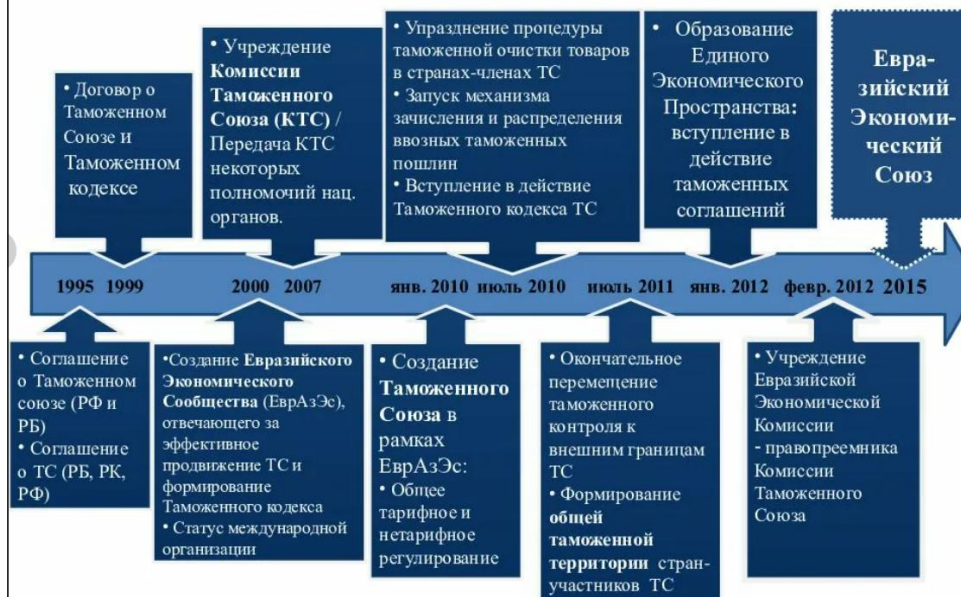 • Договор о
Таможенном
Союзе и
Таможенном
кодексе
• Учреждение
Комиссии
Таможенного
Союза (КТС) /
Передача КТС
некоторых
полномочий нац.
органов.
• Упразднение процедуры
таможенной очистки товаров
в странах-членах ТС
• Запуск механизма
зачисления и распределения
ввозных таможенных
пошлин
• Вступление в действие
Таможенного кодекса ТС
• Образование
Единого
Экономического
Пространства:
вступление в
действие
таможенных
соглашений
Евра-
зийский
Экономи-
ческий
Союз
1995 1999 2000 2007 янв. 2010 июль 2010 июль 2011 янв. 2012 февр. 2012 2015
• Соглашение
о Таможенном
союзе (РФ и
РБ)
• Соглашение
о ТС (РБ, РК,
РФ)
•Создание Евразийского
Экономического
Сообщества (ЕврАзЭс),
отвечающего за
эффективное
продвижение ТС и
формирование
Таможенного кодекса
• Статус международной
организации
• Создание
Таможенного
Союза в
рамках
ЕврАзЭс:
• Общее
тарифное и
нетарифное
регулирование
• Окончательное
перемещение
таможенного
контроля к
внешним границам
ТС
• Формирование
общей
таможенной
территории стран-
участников ТС
• Учреждение
Евразийской
Экономической
Комиссии
- правопреемника
Комиссии
Таможенного
Союза